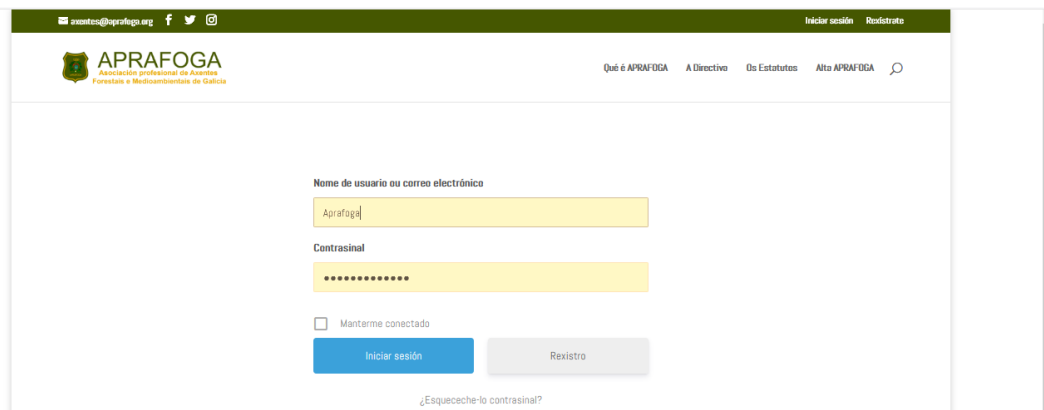 axentes@aprafoga.org
Iniciar sesión Rexístrate
APRAFOGA
Asociación profesional de Axentes
Forestais e Medioambientais de Galicia
Qué é APRAFOGA A Directiva Os Estatutos Alta APRAFOGA
Nome de usuario ou correo electrónico
Aprafoga
Contrasinal
Manterme conectado
Iniciar sesión Rexistro
¿Esqueceche-lo contrasinal?